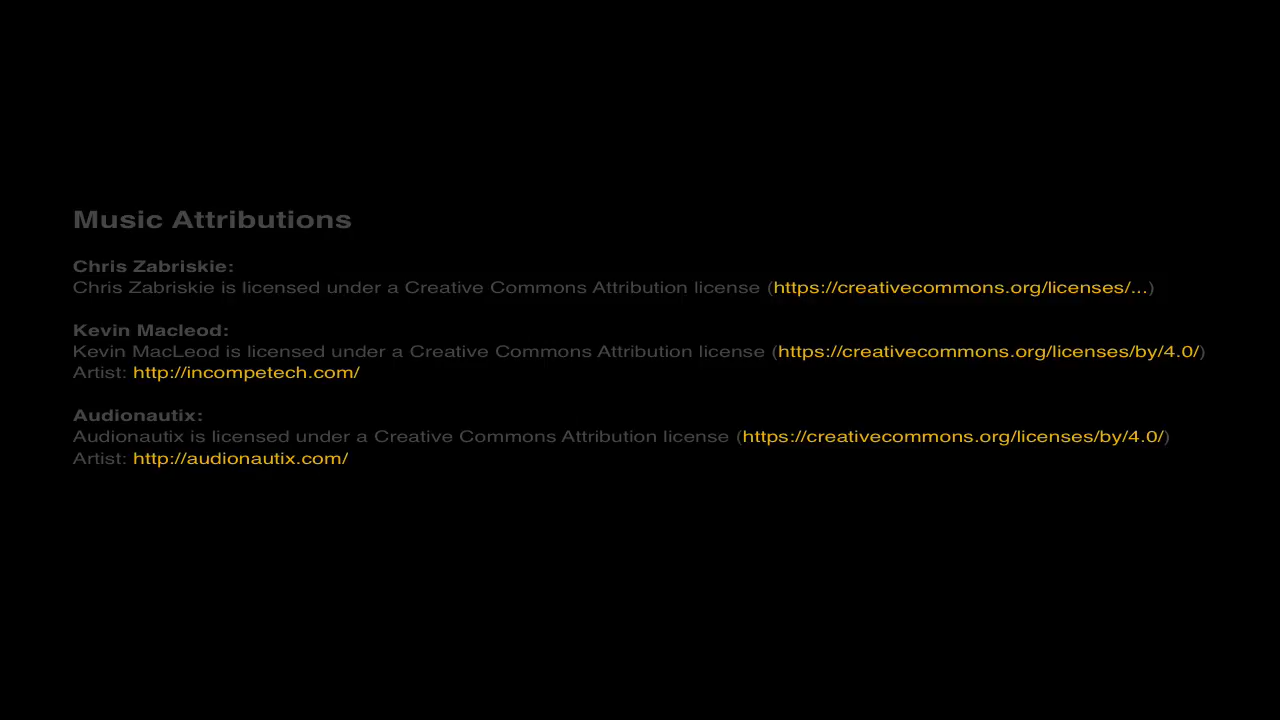 Music Attributions
Chris Zabriskie:
Chris Zabriskie is licensed under a Creative Commons Attribution license (https://creativecommons.org/licenses/...)
Kevin Macleod:
Kevin MacLeod is licensed under a Creative Commons Attribution license (https://creativecommons.org/licenses/by/4.0/)
Artist: http://incompetech.com/
Audionautix:
Audionautix is licensed under a Creative Commons Attribution license (https://creativecommons.org/licenses/by/4.0/)
Artist: http://audionautix.com/